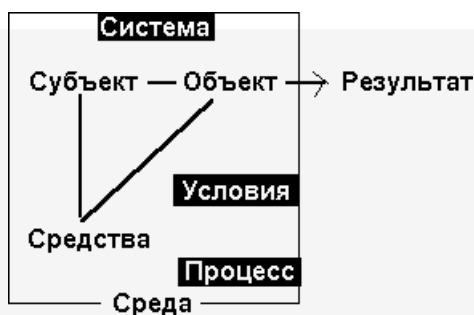 Система
Субъект — Объект → Результат
Условия
Средства
Процесс
Среда